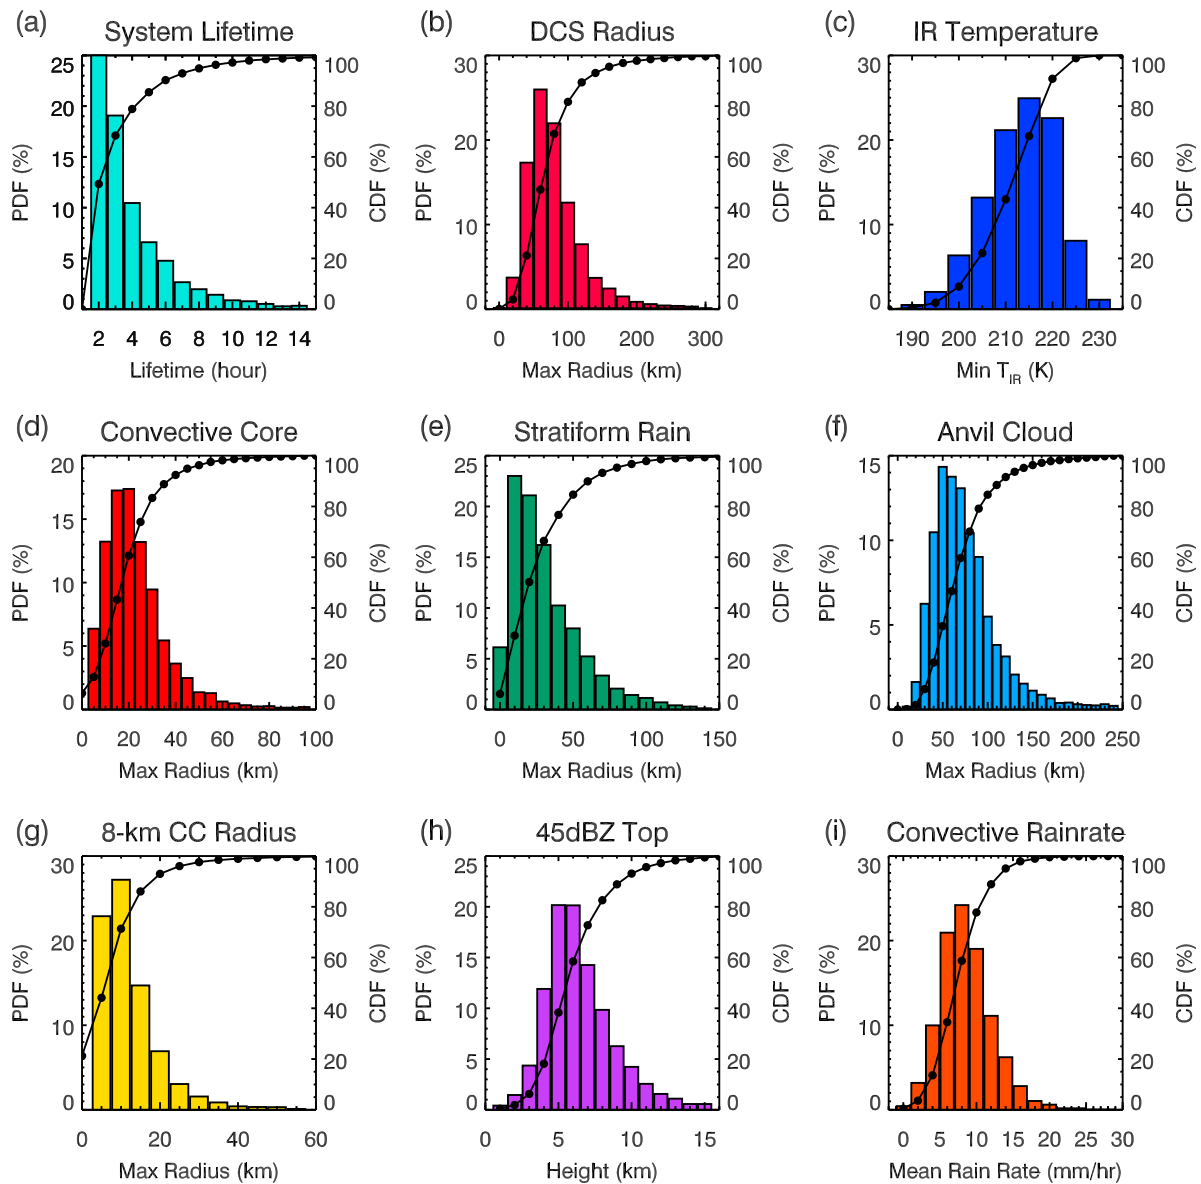 (a) System Lifetime
25 20 15 10 5 0
PDF (%)
100 80 60 40 20 0
CDF (%)
2 4 6 8 10 12 14
Lifetime (hour)
(b) DCS Radius
30 20 10 0
PDF (%)
100 80 60 40 20 0
CDF (%)
0 100 200 300
Max Radius (km)
(c) IR Temperature
30 20 10 0
PDF (%)
100 80 60 40 20 0
CDF (%)
190 200 210 220 230
Min T_IR (K)
(d) Convective Core
20 15 10 5 0
PDF (%)
100 80 60 40 20 0
CDF (%)
0 20 40 60 80 100
Max Radius (km)
(e) Stratiform Rain
25 20 15 10 5 0
PDF (%)
100 80 60 40 20 0
CDF (%)
0 50 100 150
Max Radius (km)
(f) Anvil Cloud
15 10 5 0
PDF (%)
100 80 60 40 20 0
CDF (%)
0 50 100 150 200 250
Max Radius (km)
(g) 8-km CC Radius
30 20 10 0
PDF (%)
100 80 60 40 20 0
CDF (%)
0 20 40 60
Max Radius (km)
(h) 45dBZ Top
25 20 15 10 5 0
PDF (%)
100 80 60 40 20 0
CDF (%)
0 5 10 15
Height (km)
(i) Convective Rainrate
30 20 10 0
PDF (%)
100 80 60 40 20 0
CDF (%)
0 5 10 15 20 25 30
Mean Rain Rate (mm/hr)